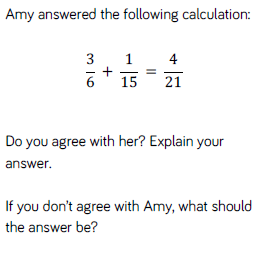 Amy answered the following calculation:
3/6 + 1/15 = 4/21
Do you agree with her? Explain your
answer.
If you don't agree with Amy, what should
the answer be?